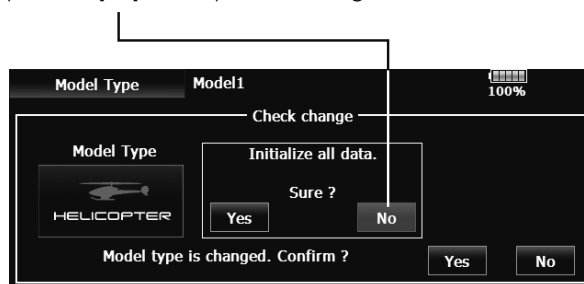 Model Type Model1 100%
Check change
Model Type
Initialize all data.
Sure ?
HELICOPTER
Yes No
Model type is changed. Confirm ? Yes No